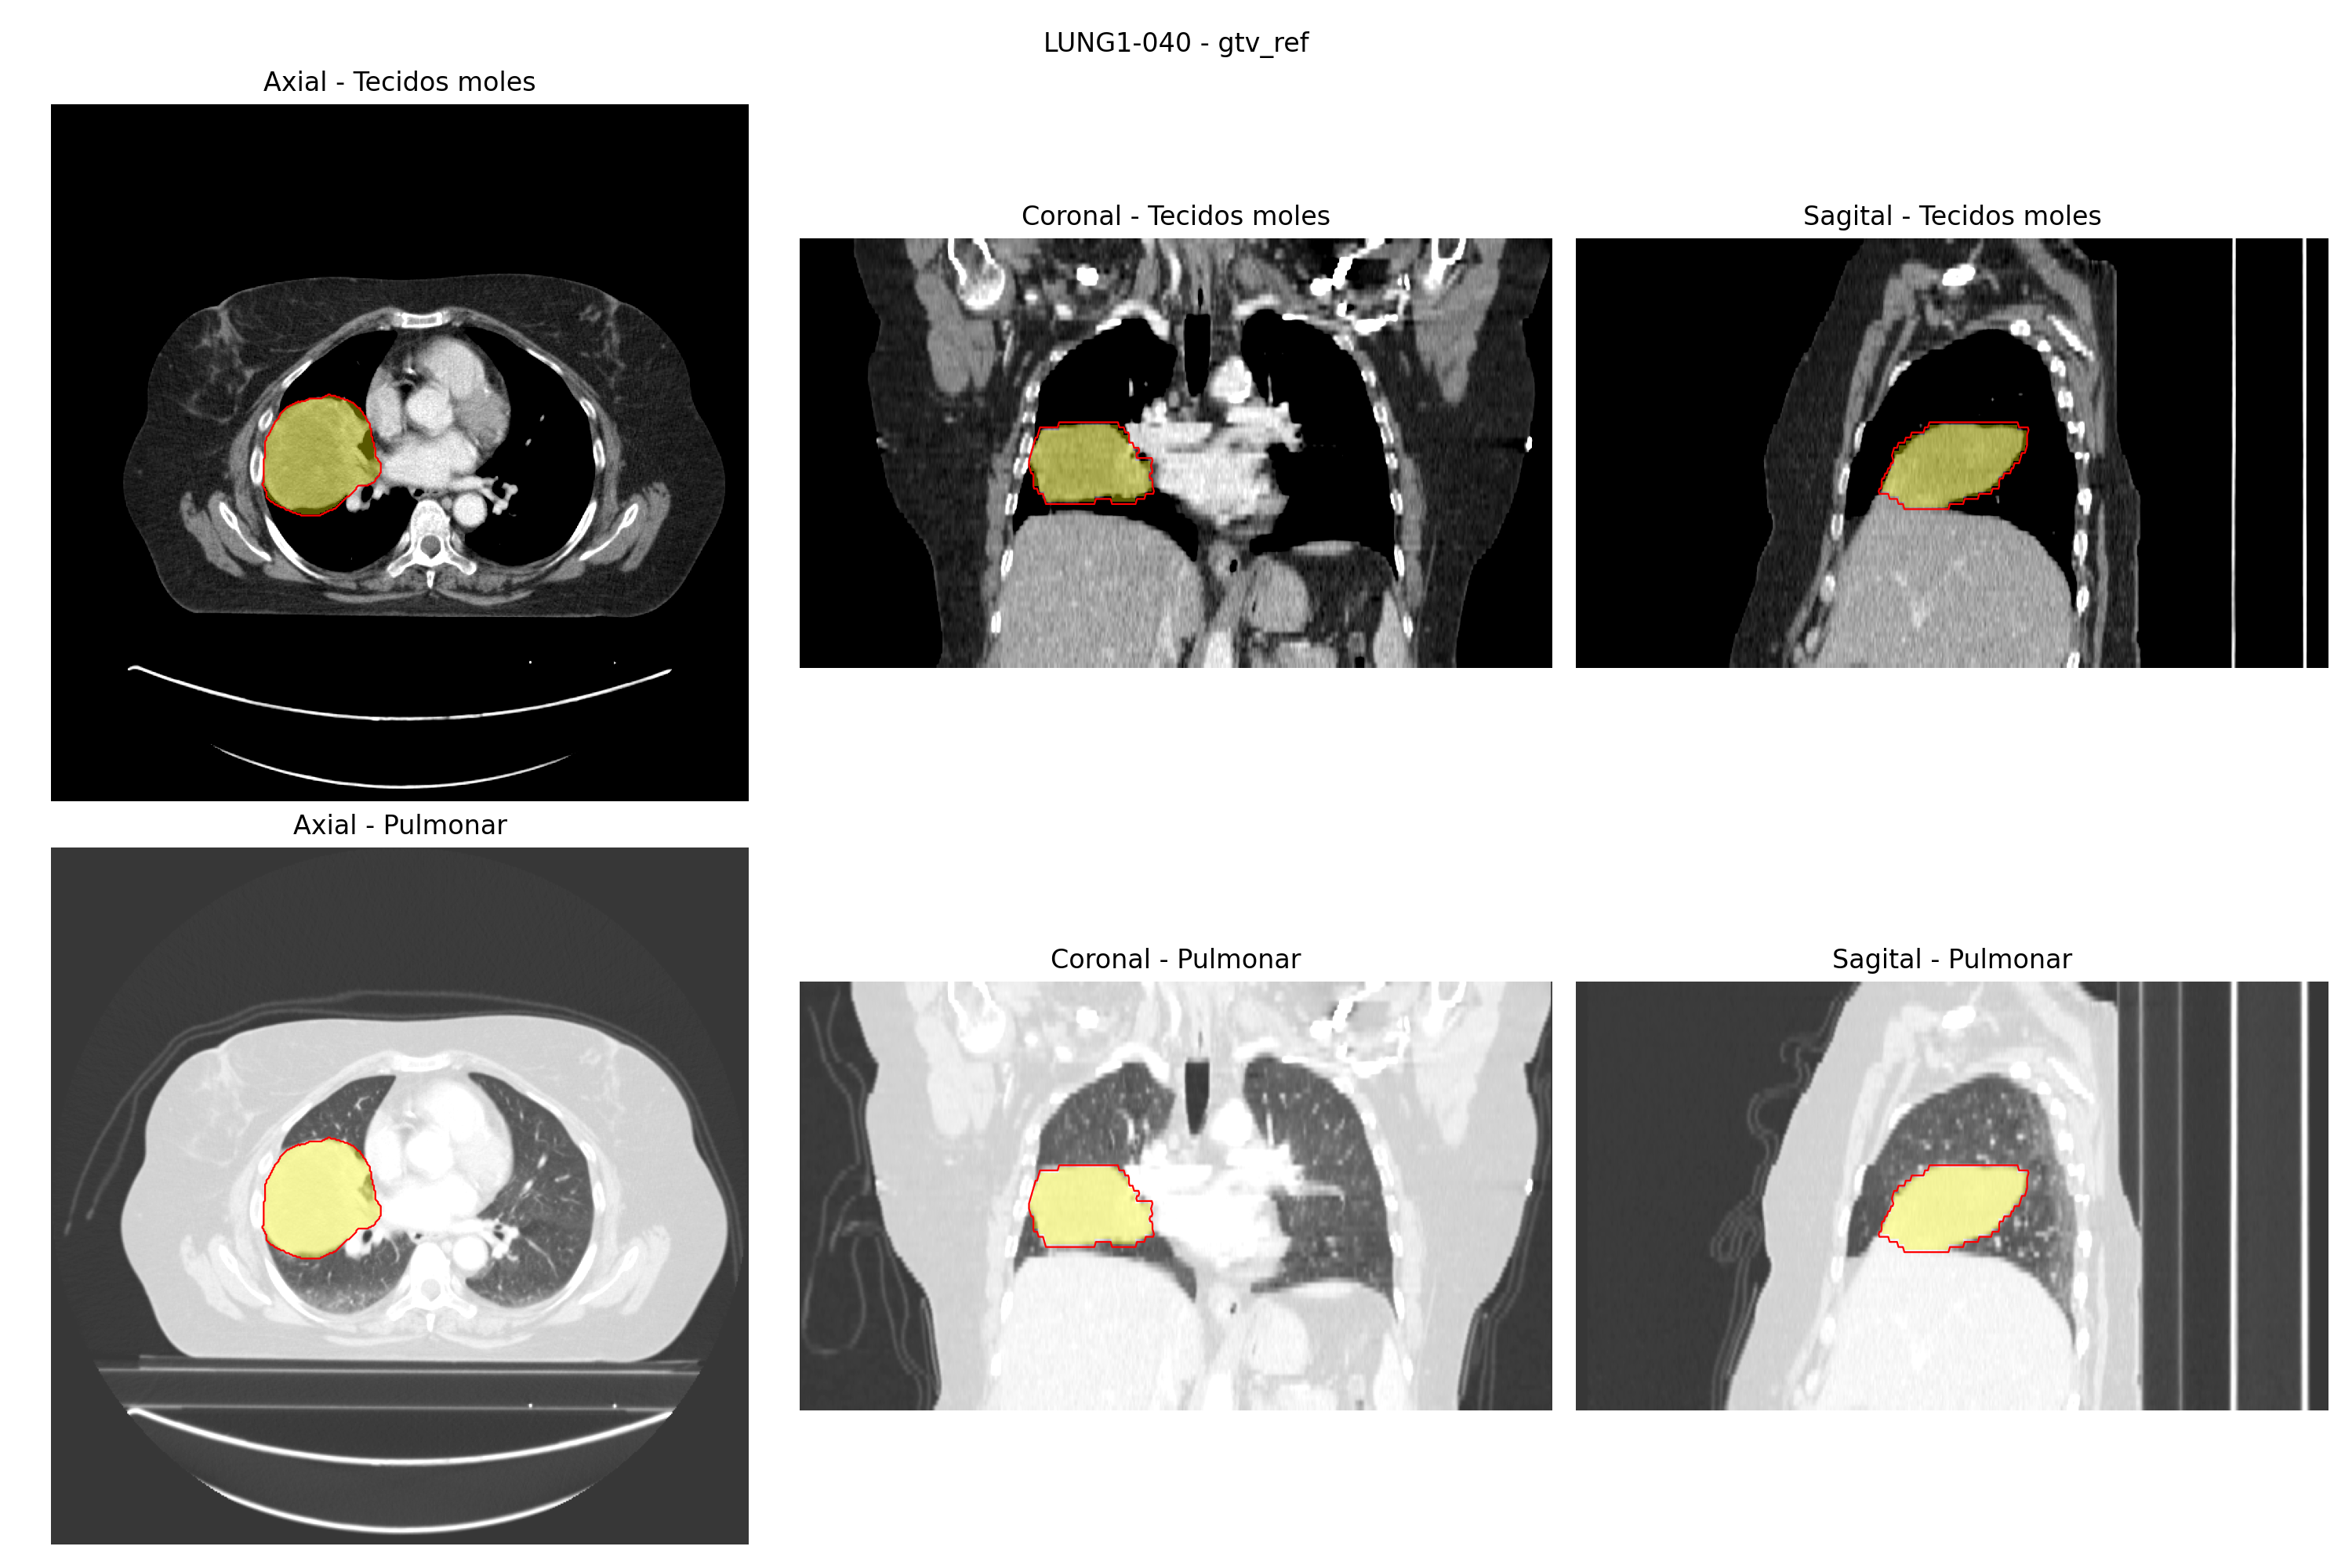 LUNG1-040 - gtv_ref
Axial - Tecidos moles
Coronal - Tecidos moles
Sagital - Tecidos moles
Axial - Pulmonar
Coronal - Pulmonar
Sagital - Pulmonar